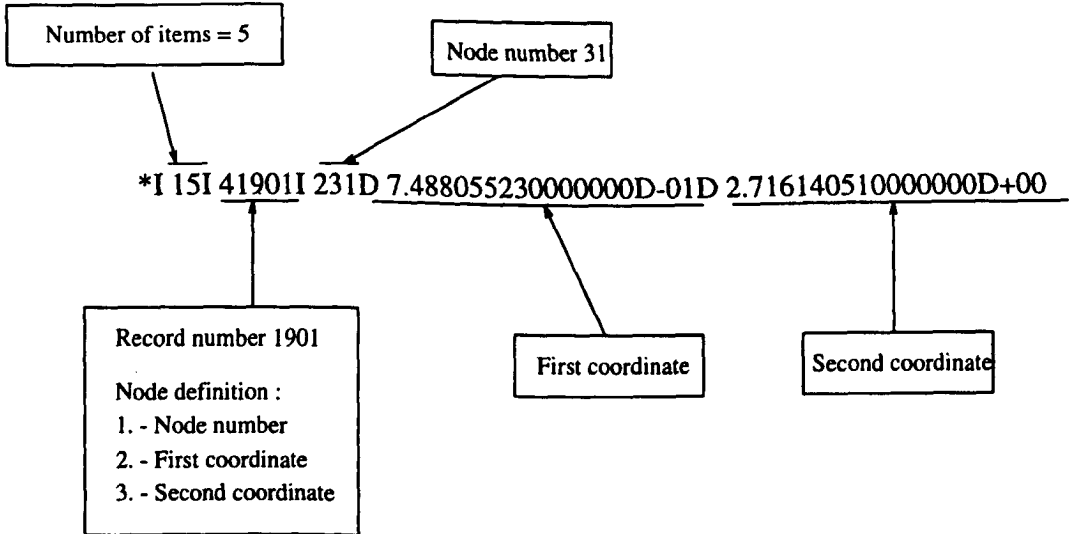 Number of items = 5
Node number 31
*I 15I 41901I 231D 7.488055230000000D-01D 2.716140510000000D+00
Record number 1901
Node definition :
1. - Node number
2. - First coordinate
3. - Second coordinate
First coordinate
Second coordinate